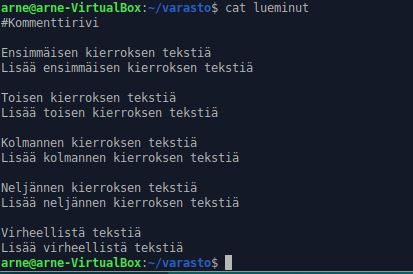 arne@arne-VirtualBox:~/varasto$ cat lueminut
#Kommenttirivi
Ensimmäisen kierroksen tekstiä
Lisää ensimmäisen kierroksen tekstiä
Toisen kierroksen tekstiä
Lisää toisen kierroksen tekstiä
Kolmannen kierroksen tekstiä
Lisää kolmannen kierroksen tekstiä
Neljännen kierroksen tekstiä
Lisää neljännen kierroksen tekstiä
Virheellistä tekstiä
Lisää virheellistä tekstiä
arne@arne-VirtualBox:~/varasto$